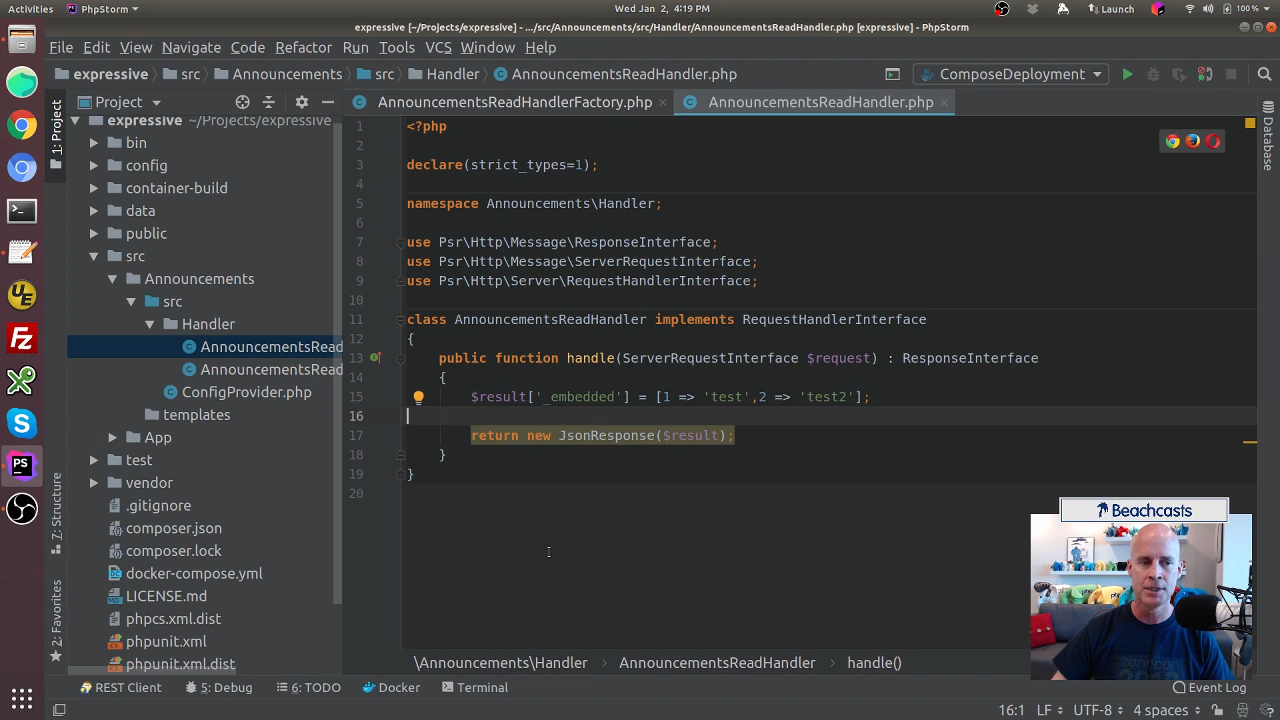 Activities
PhpStorm
Wed Jan 2, 4:19 PM
Launch
100 %
expressive [~/Projects/expressive] - .../src/Announcements/src/Handler/AnnouncementsReadHandler.php [expressive] - PhpStorm
File Edit View Navigate Code Refactor Run Tools VCS Window Help
expressive src Announcements src Handler AnnouncementsReadHandler.php
ComposeDeployment
Project
AnnouncementsReadHandlerFactory.php
AnnouncementsReadHandler.php
1: Project
Database
expressive ~/Projects/expressive
bin
config
container-build
data
public
src
Announcements
src
Handler
AnnouncementsRead
AnnouncementsRead
ConfigProvider.php
templates
App
test
vendor
.gitignore
composer.json
composer.lock
docker-compose.yml
LICENSE.md
phpcs.xml.dist
phpunit.xml
phpunit.xml.dist
7: Structure
2: Favorites
1 <?php
2
3 declare(strict_types=1);
4
5 namespace Announcements\Handler;
6
7 use Psr\Http\Message\ResponseInterface;
8 use Psr\Http\Message\ServerRequestInterface;
9 use Psr\Http\Server\RequestHandlerInterface;
10
11 class AnnouncementsReadHandler implements RequestHandlerInterface
12 {
13 public function handle(ServerRequestInterface $request) : ResponseInterface
14 {
15 $result['_embedded'] = [1 => 'test',2 => 'test2'];
16
17 return new JsonResponse($result);
18 }
19 }
20
Beachcasts
\Announcements\Handler
AnnouncementsReadHandler
handle()
REST Client
5: Debug
6: TODO
Docker
Terminal
Event Log
16:1 LF UTF-8 4 spaces